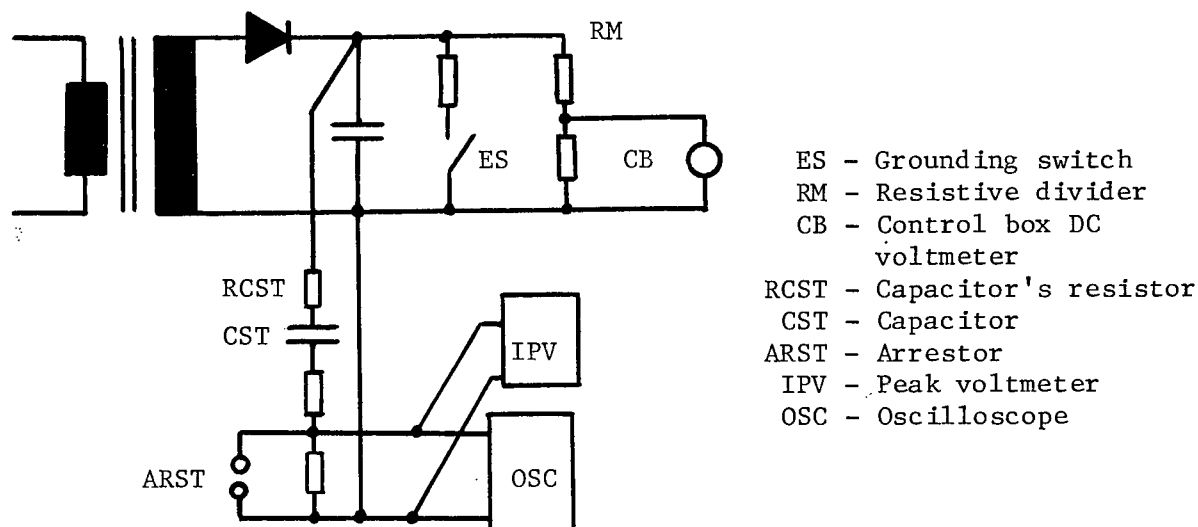 RM
ES
CB
RCST
CST
IPV
ARST
OSC
ES - Grounding switch
RM - Resistive divider
CB - Control box DC
voltmeter
RCST - Capacitor's resistor
CST - Capacitor
ARST - Arrestor
IPV - Peak voltmeter
OSC - Oscilloscope